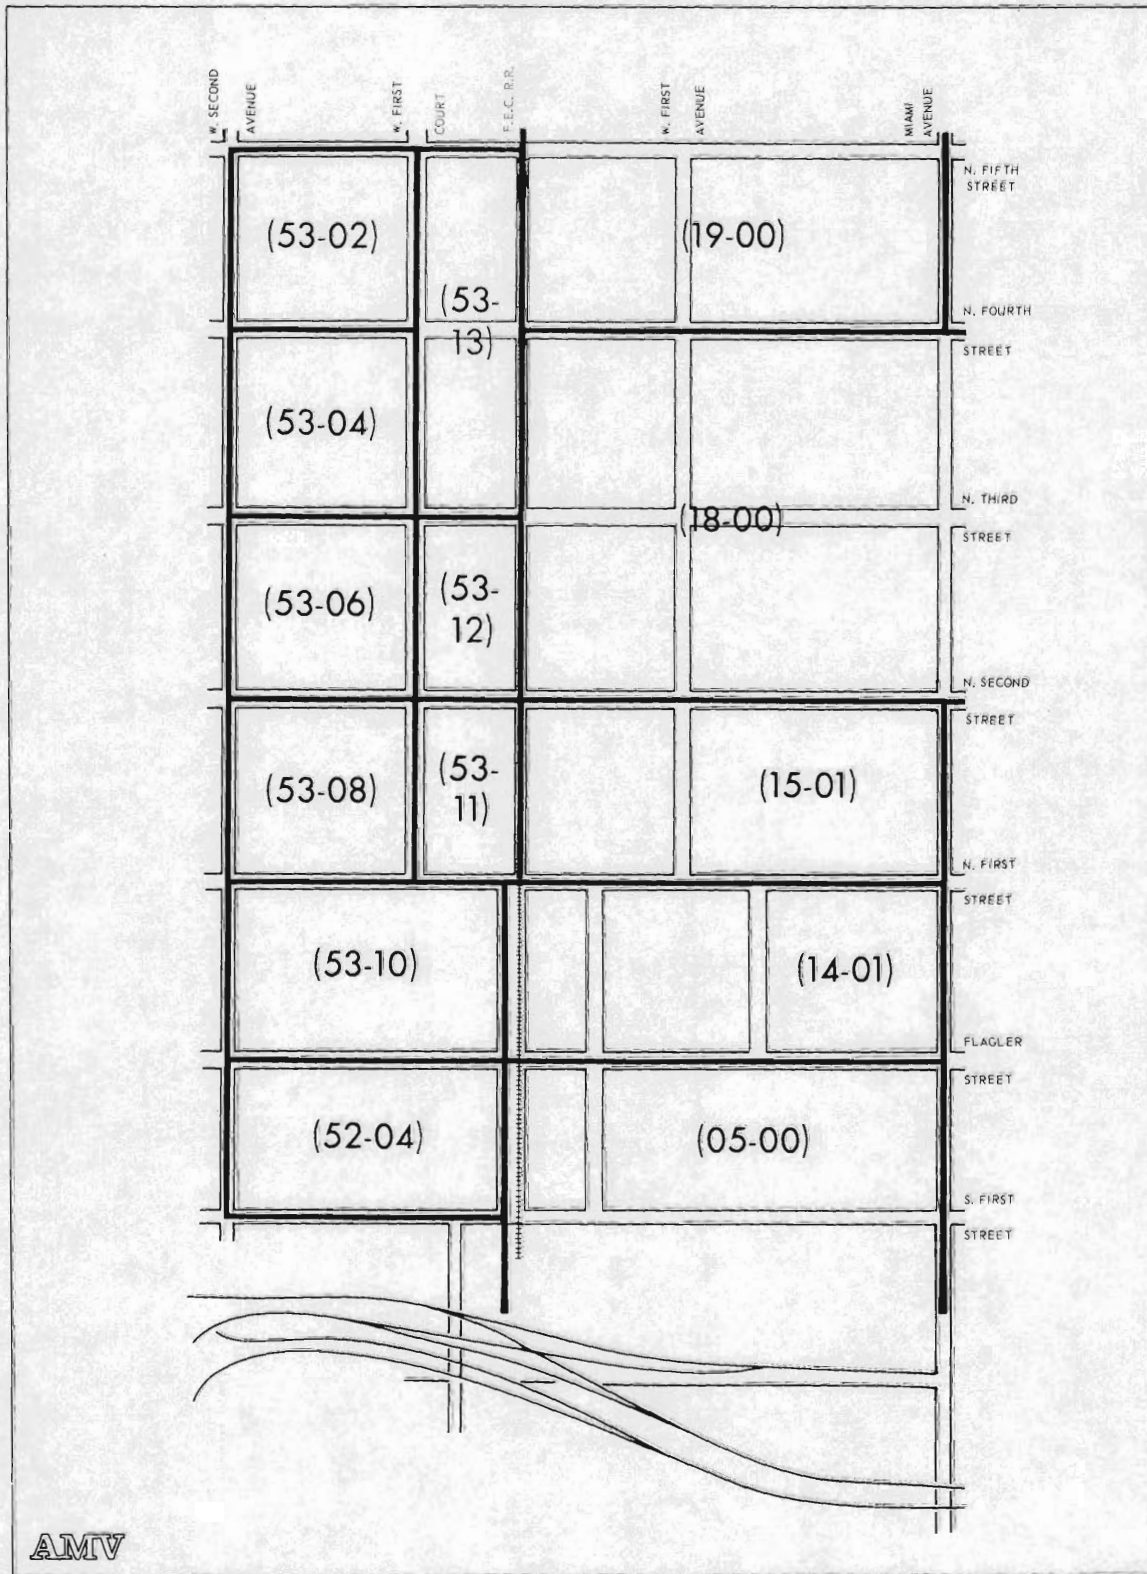 W. SECOND
AVENUE
W. FIRST
COURT
F.E.C. R.R.
W. FIRST
AVENUE
MIAMI
AVENUE
N. FIFTH
STREET
(53-02)
(19-00)
(53-
13)
N. FOURTH
STREET
(53-04)
N. THIRD
(18-00)
STREET
(53-06)
(53-
12)
N. SECOND
STREET
(53-08)
(53-
11)
(15-01)
N. FIRST
STREET
(53-10)
(14-01)
FLAGLER
STREET
(52-04)
(05-00)
S. FIRST
STREET
AMV